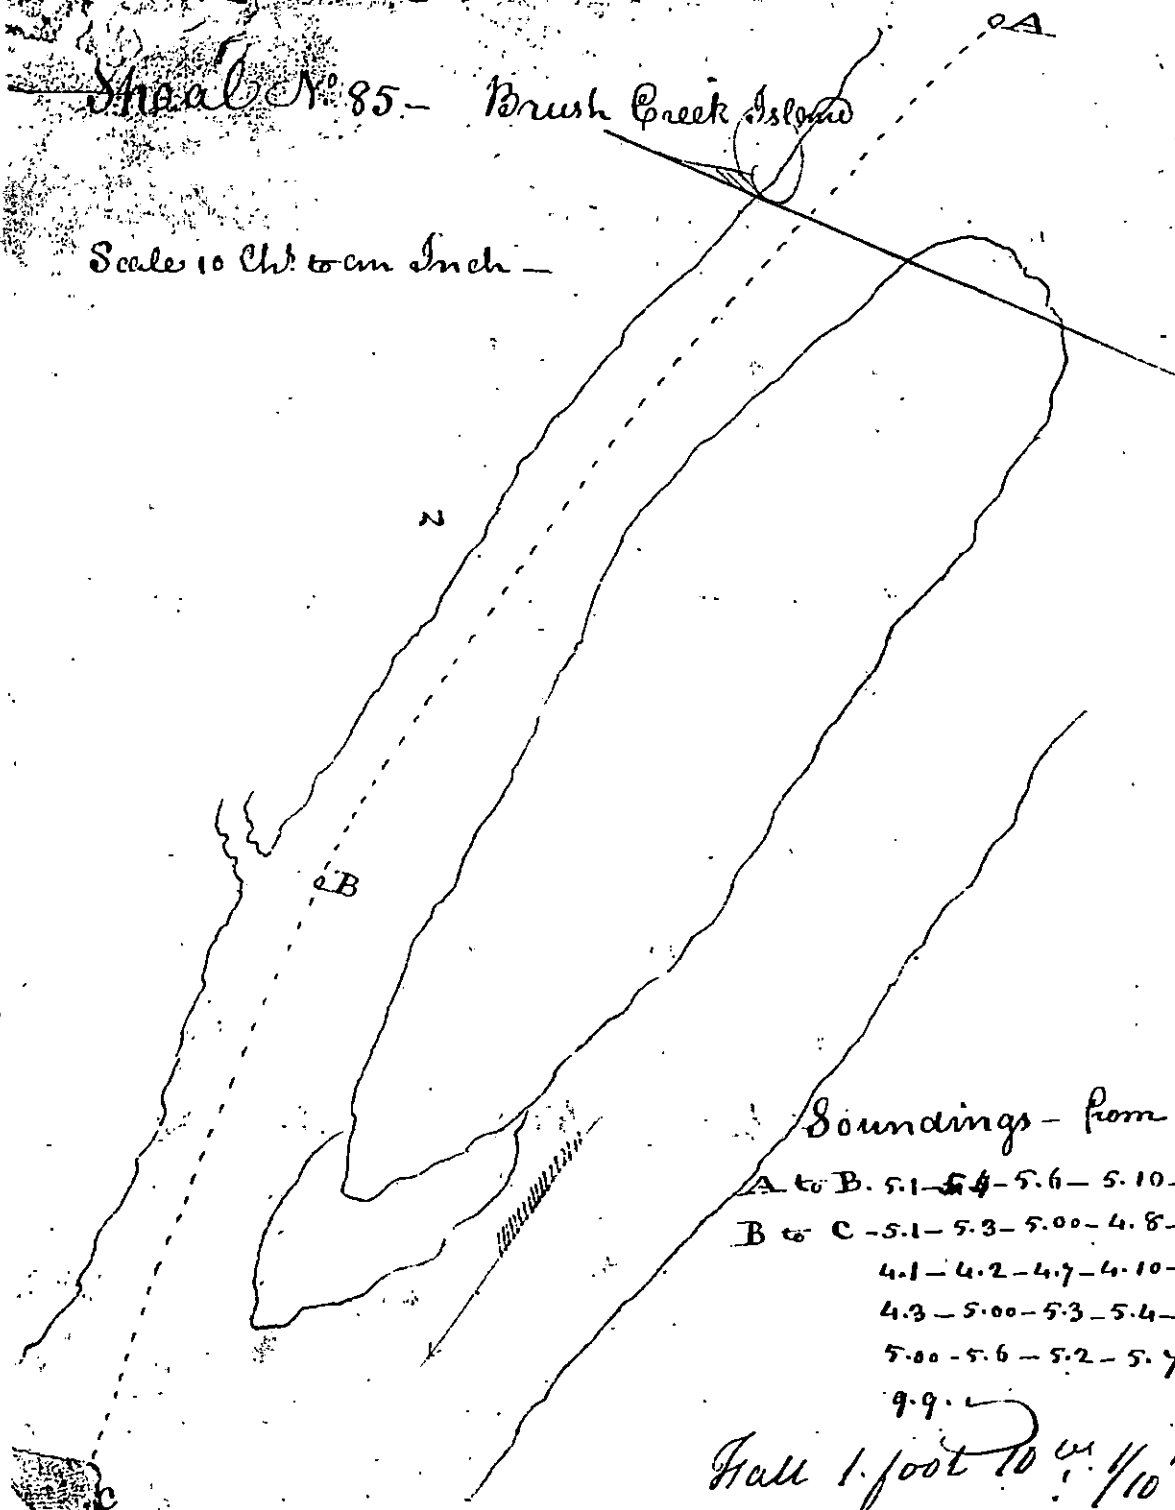 A
Shoal No. 85.- Brush Creek Island
Scale 10 Chs. to an Inch -
N
B
Soundings - from
A to B. 5.1 - 5.4 - 5.6 - 5.10 -
B to C - 5.1 - 5.3 - 5.00 - 4.8 -
4.1 - 4.2 - 4.7 - 4.10 -
4.3 - 5.00 - 5.3 - 5.4 -
5.00 - 5.6 - 5.2 - 5.7
9.9.
Fall 1. foot 10 1/10
C